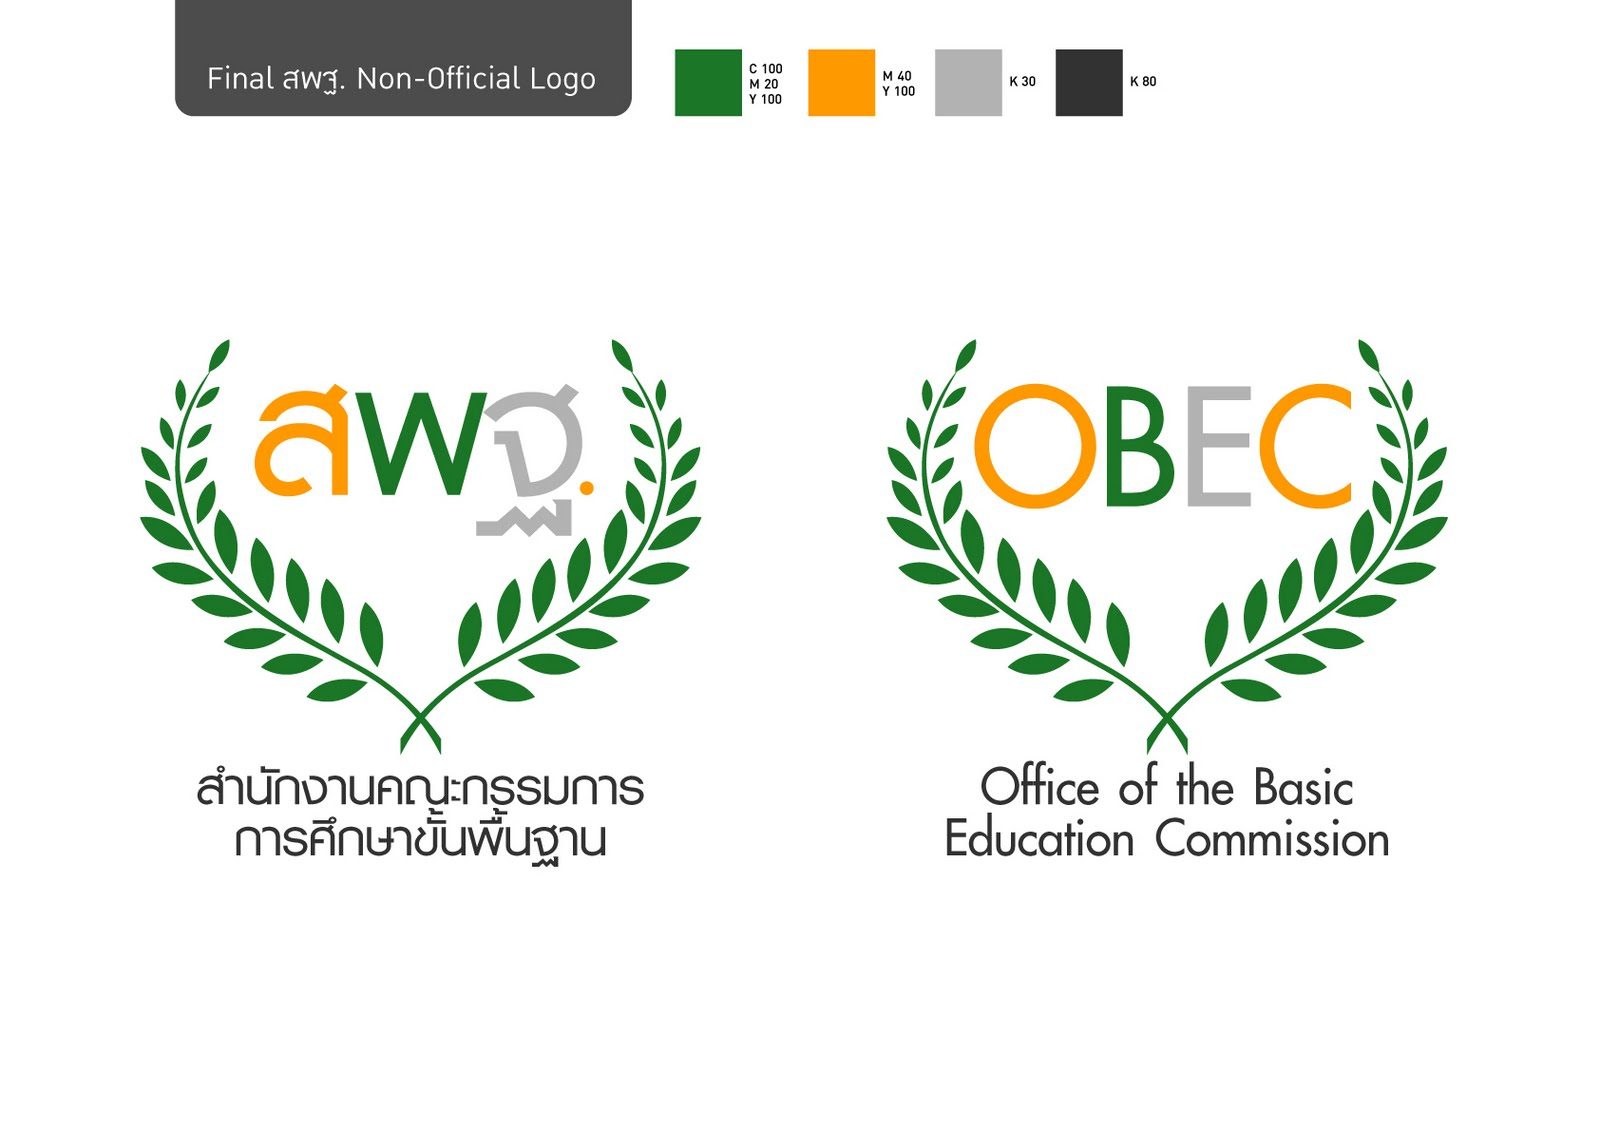 Final สพฐ. Non-Official Logo
C 100
M 20
Y 100
M 40
Y 100
K 30
K 80
สพฐ.
สำนักงานคณะกรรมการ
การศึกษาขั้นพื้นฐาน
OBEC
Office of the Basic
Education Commission